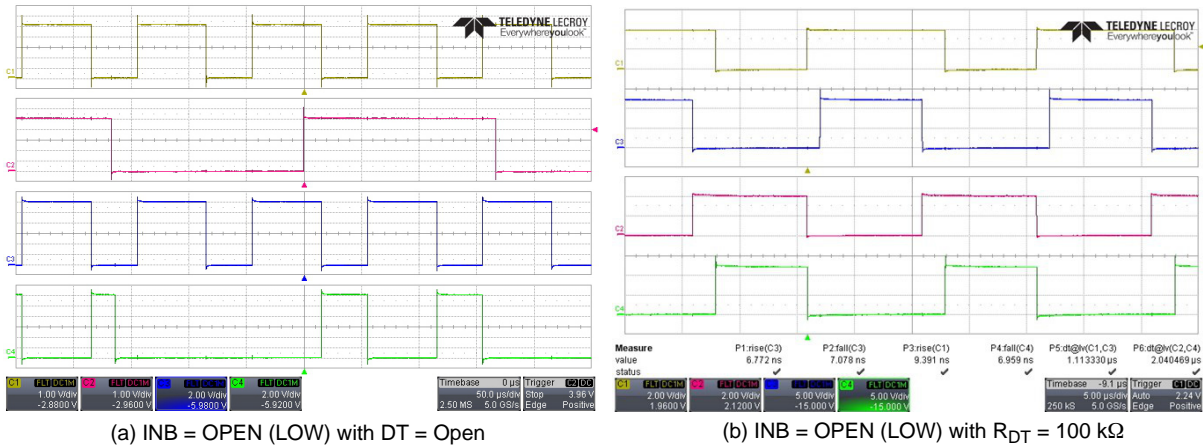 TELEDYNE LECROY
Everywhereyoulook™
C1
C2
C3
C4
C1 FLT DC1M
1.00 V/div
-2.8800 V
C2 FLT DC1M
1.00 V/div
-2.9600 V
2.00 V/div
-5.9800 V
C4 FLT DC1M
2.00 V/div
-5.9200 V
Timebase 0 µs
50.0 µs/div
2.50 MS 5.0 GS/s
Trigger C2 DC
Stop 3.96 V
Edge Positive
(a) INB = OPEN (LOW) with DT = Open
TELEDYNE LECROY
Everywhereyoulook™
C1
C3
C2
C4
Measure P1:rise(C3) P2:fall(C3) P3:rise(C1) P4:fall(C4) P5:dt@lv(C1,C3) P6:dt@lv(C2,C4)
value 6.772 ns 7.078 ns 9.391 ns 6.959 ns 1.113330 µs 2.040469 µs
status
C1 FLT DC1M
2.00 V/div
1.9600 V
C2 FLT DC1M
2.00 V/div
2.1200 V
5.00 V/div
-15.000 V
C4 FLT DC1M
5.00 V/div
-15.000 V
Timebase -9.1 µs
5.00 µs/div
250 kS 5.0 GS/s
Trigger C1 DC
Auto 2.24 V
Edge Positive
(b) INB = OPEN (LOW) with RDT = 100 kΩ